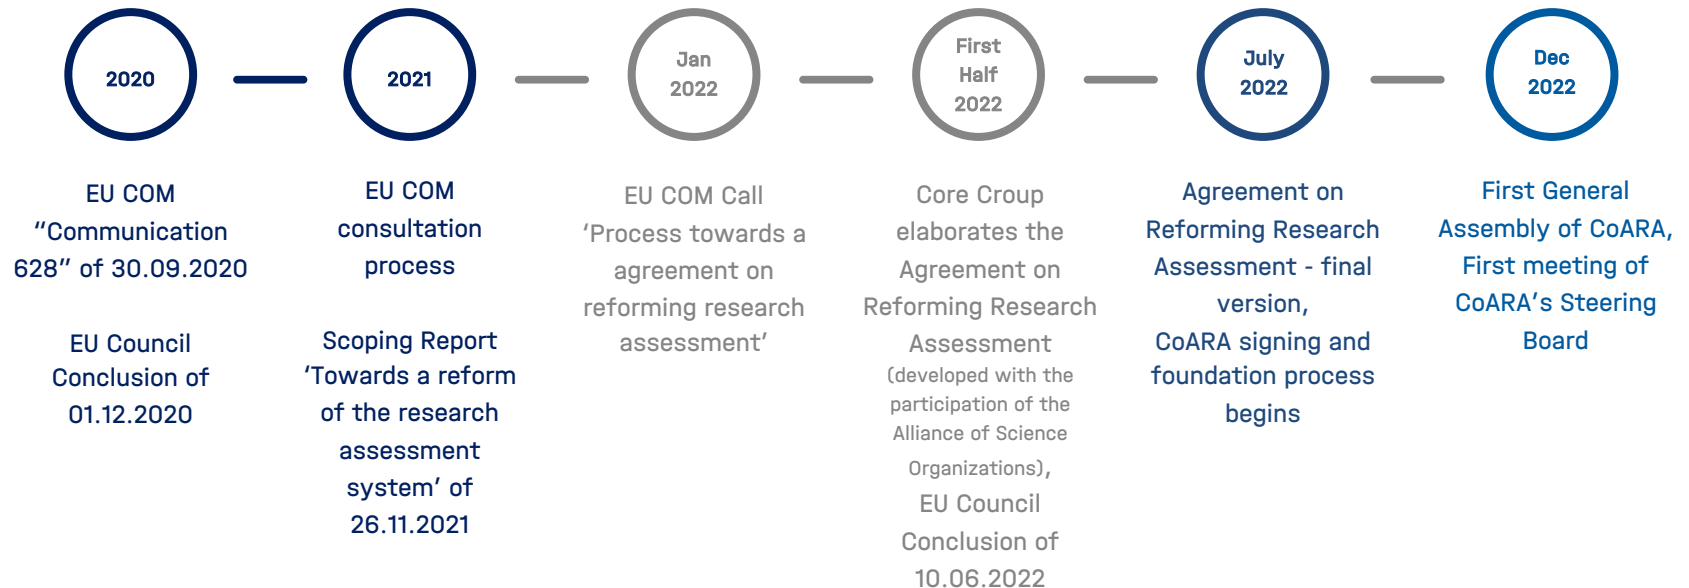 2020
EU COM
"Communication
628" of 30.09.2020
EU Council
Conclusion of
01.12.2020
2021
EU COM
consultation
process
Scoping Report
'Towards a reform
of the research
assessment
system' of
26.11.2021
Jan
2022
EU COM Call
'Process towards a
agreement on
reforming research
assessment'
First
Half
2022
Core Croup
elaborates the
Agreement on
Reforming Research
Assessment
(developed with the
participation of the
Alliance of Science
Organizations),
EU Council
Conclusion of
10.06.2022
July
2022
Agreement on
Reforming Research
Assessment - final
version,
CoARA signing and
foundation process
begins
Dec
2022
First General
Assembly of CoARA,
First meeting of
CoARA's Steering
Board